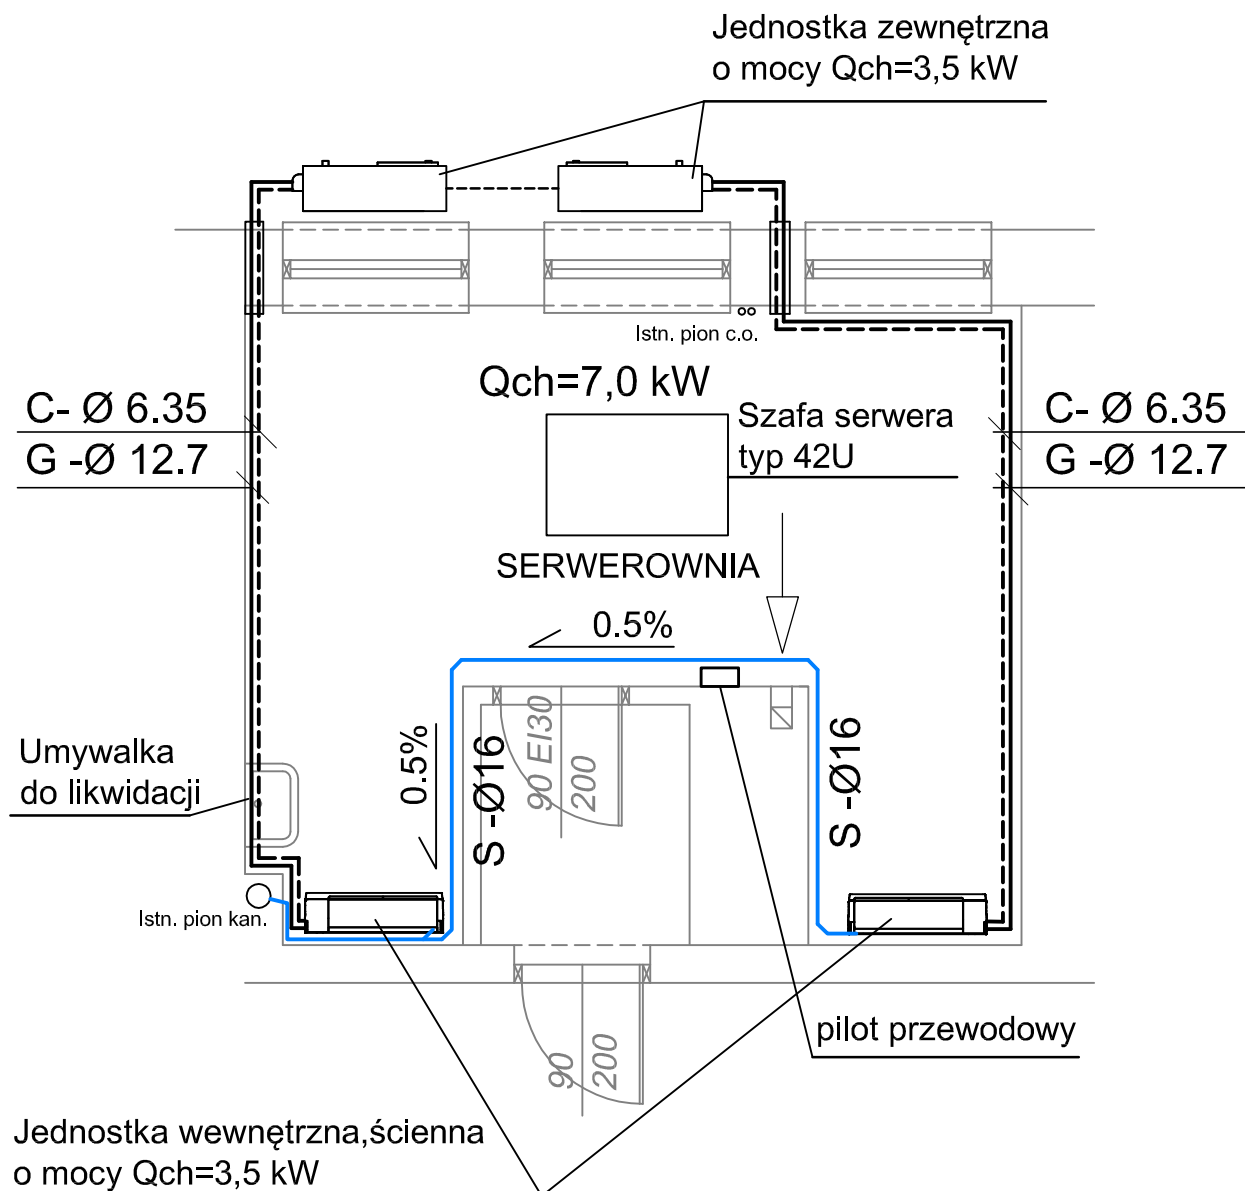 Jednostka zewnętrzna
o mocy Qch=3,5 kW
Istn. pion c.o.
Qch=7,0 kW
C- Ø 6.35
G -Ø 12.7
Szafa serwera
typ 42U
C- Ø 6.35
G -Ø 12.7
SERWEROWNIA
0.5%
0.5%
S -Ø16
90 EI30
200
S -Ø16
Umywalka
do likwidacji
Istn. pion kan.
90
200
pilot przewodowy
Jednostka wewnętrzna,ścienna
o mocy Qch=3,5 kW